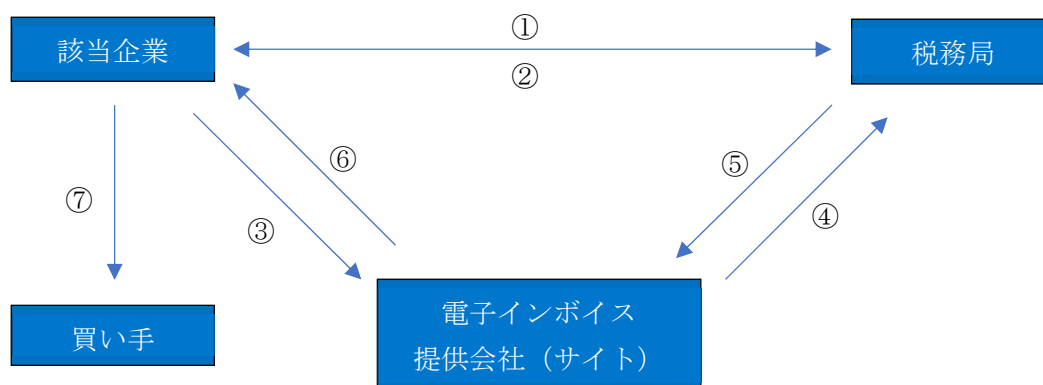 ①
該当企業
税務局
②
⑥
⑤
⑦
④
③
電子インボイス
買い手
提供会社（サイト）